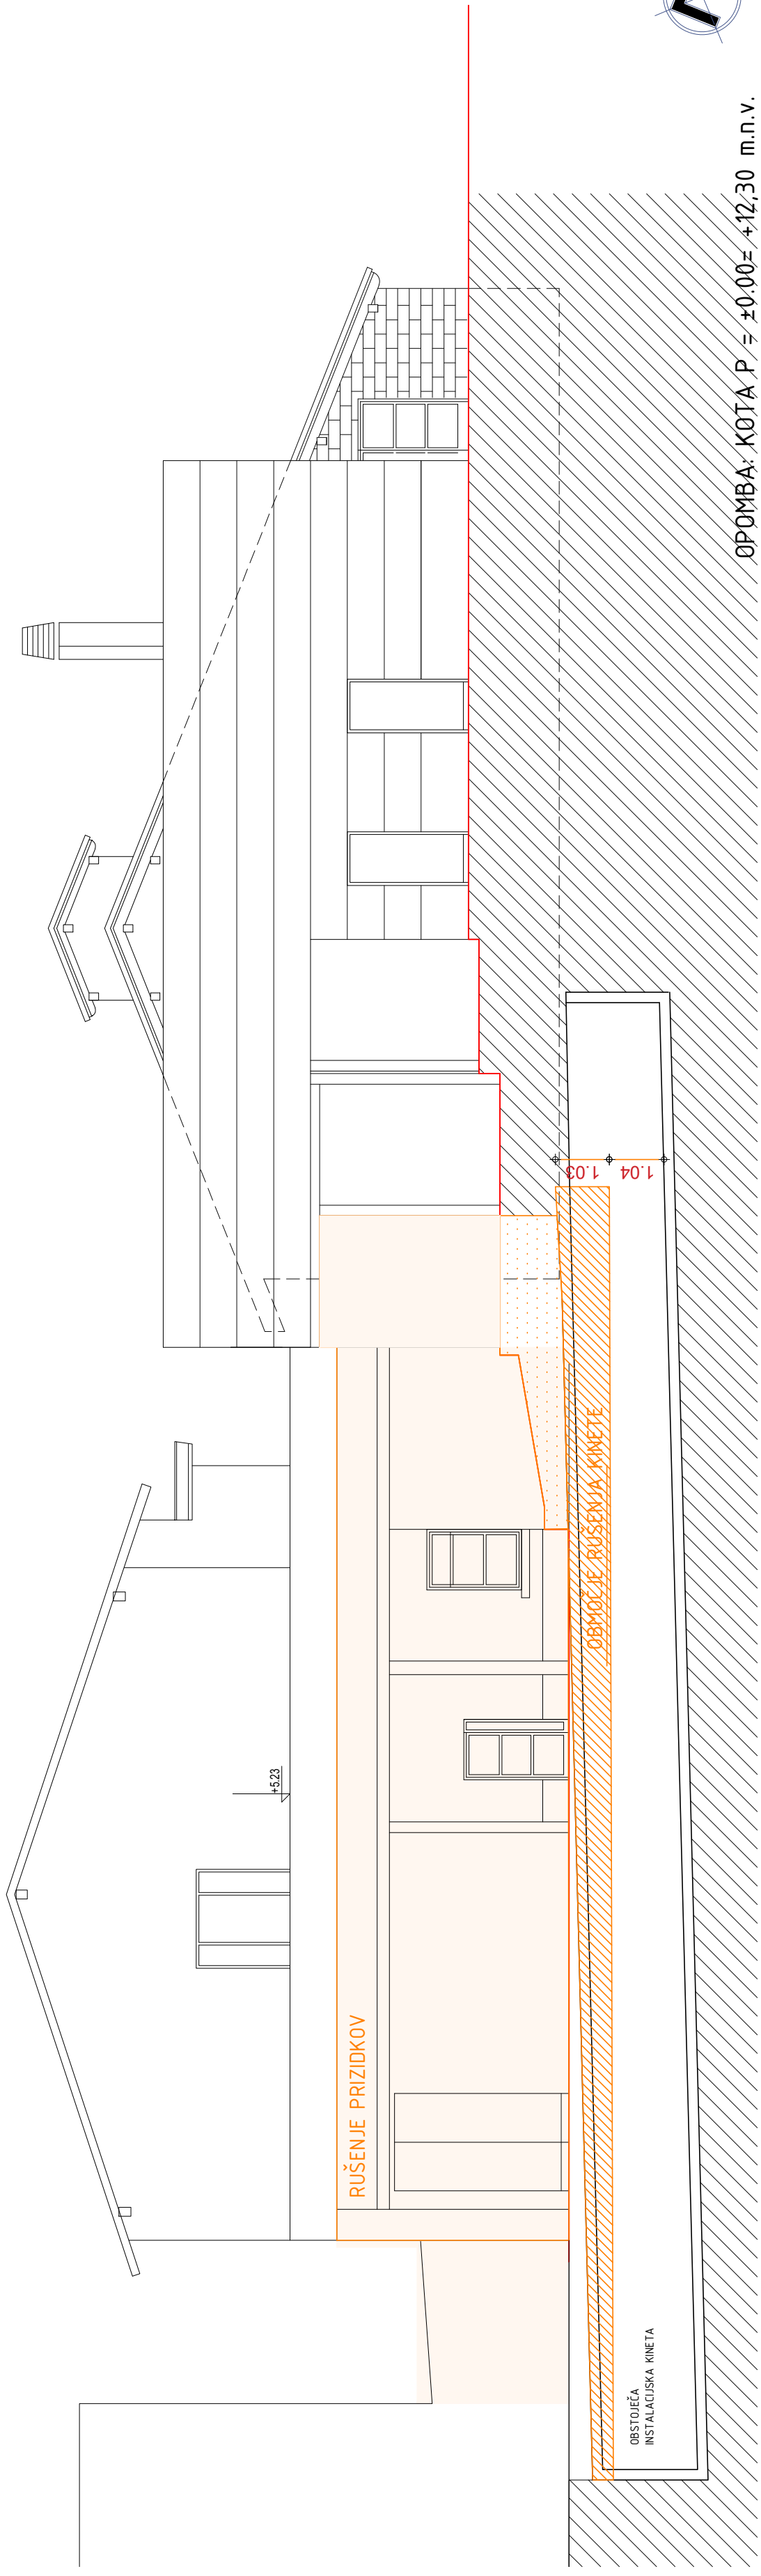 +5.23
RUŠENJE PRIZIDKOV
1.03
1.04
OBMOČJE RUŠENJA KINETE
OBSTOJEČA
INSTALACIJSKA KINETA
OPOMBA: KOTA P = ±0.00= +12,30 m.n.v.